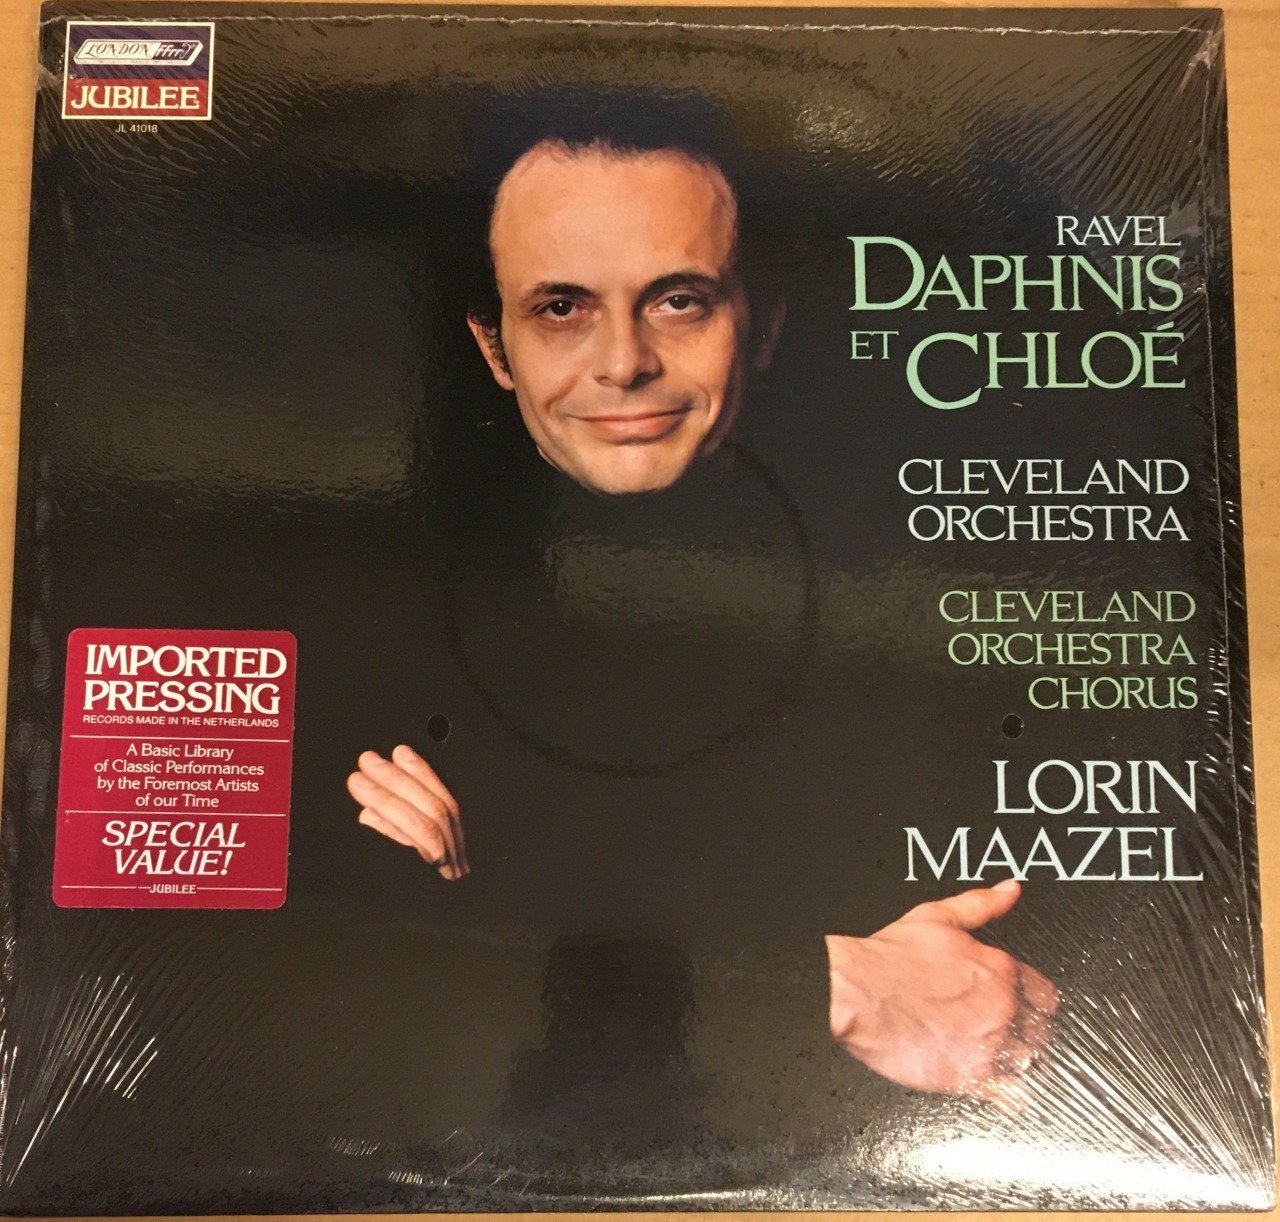 LONDON ffrr
JUBILEE
JL 41018
RAVEL
DAPHNIS
ET CHLOÉ
CLEVELAND
ORCHESTRA
CLEVELAND
ORCHESTRA
CHORUS
LORIN
MAAZEL
IMPORTED
PRESSING
RECORDS MADE IN THE NETHERLANDS
A Basic Library
of Classic Performances
by the Foremost Artists
of our Time
SPECIAL
VALUE!
JUBILEE